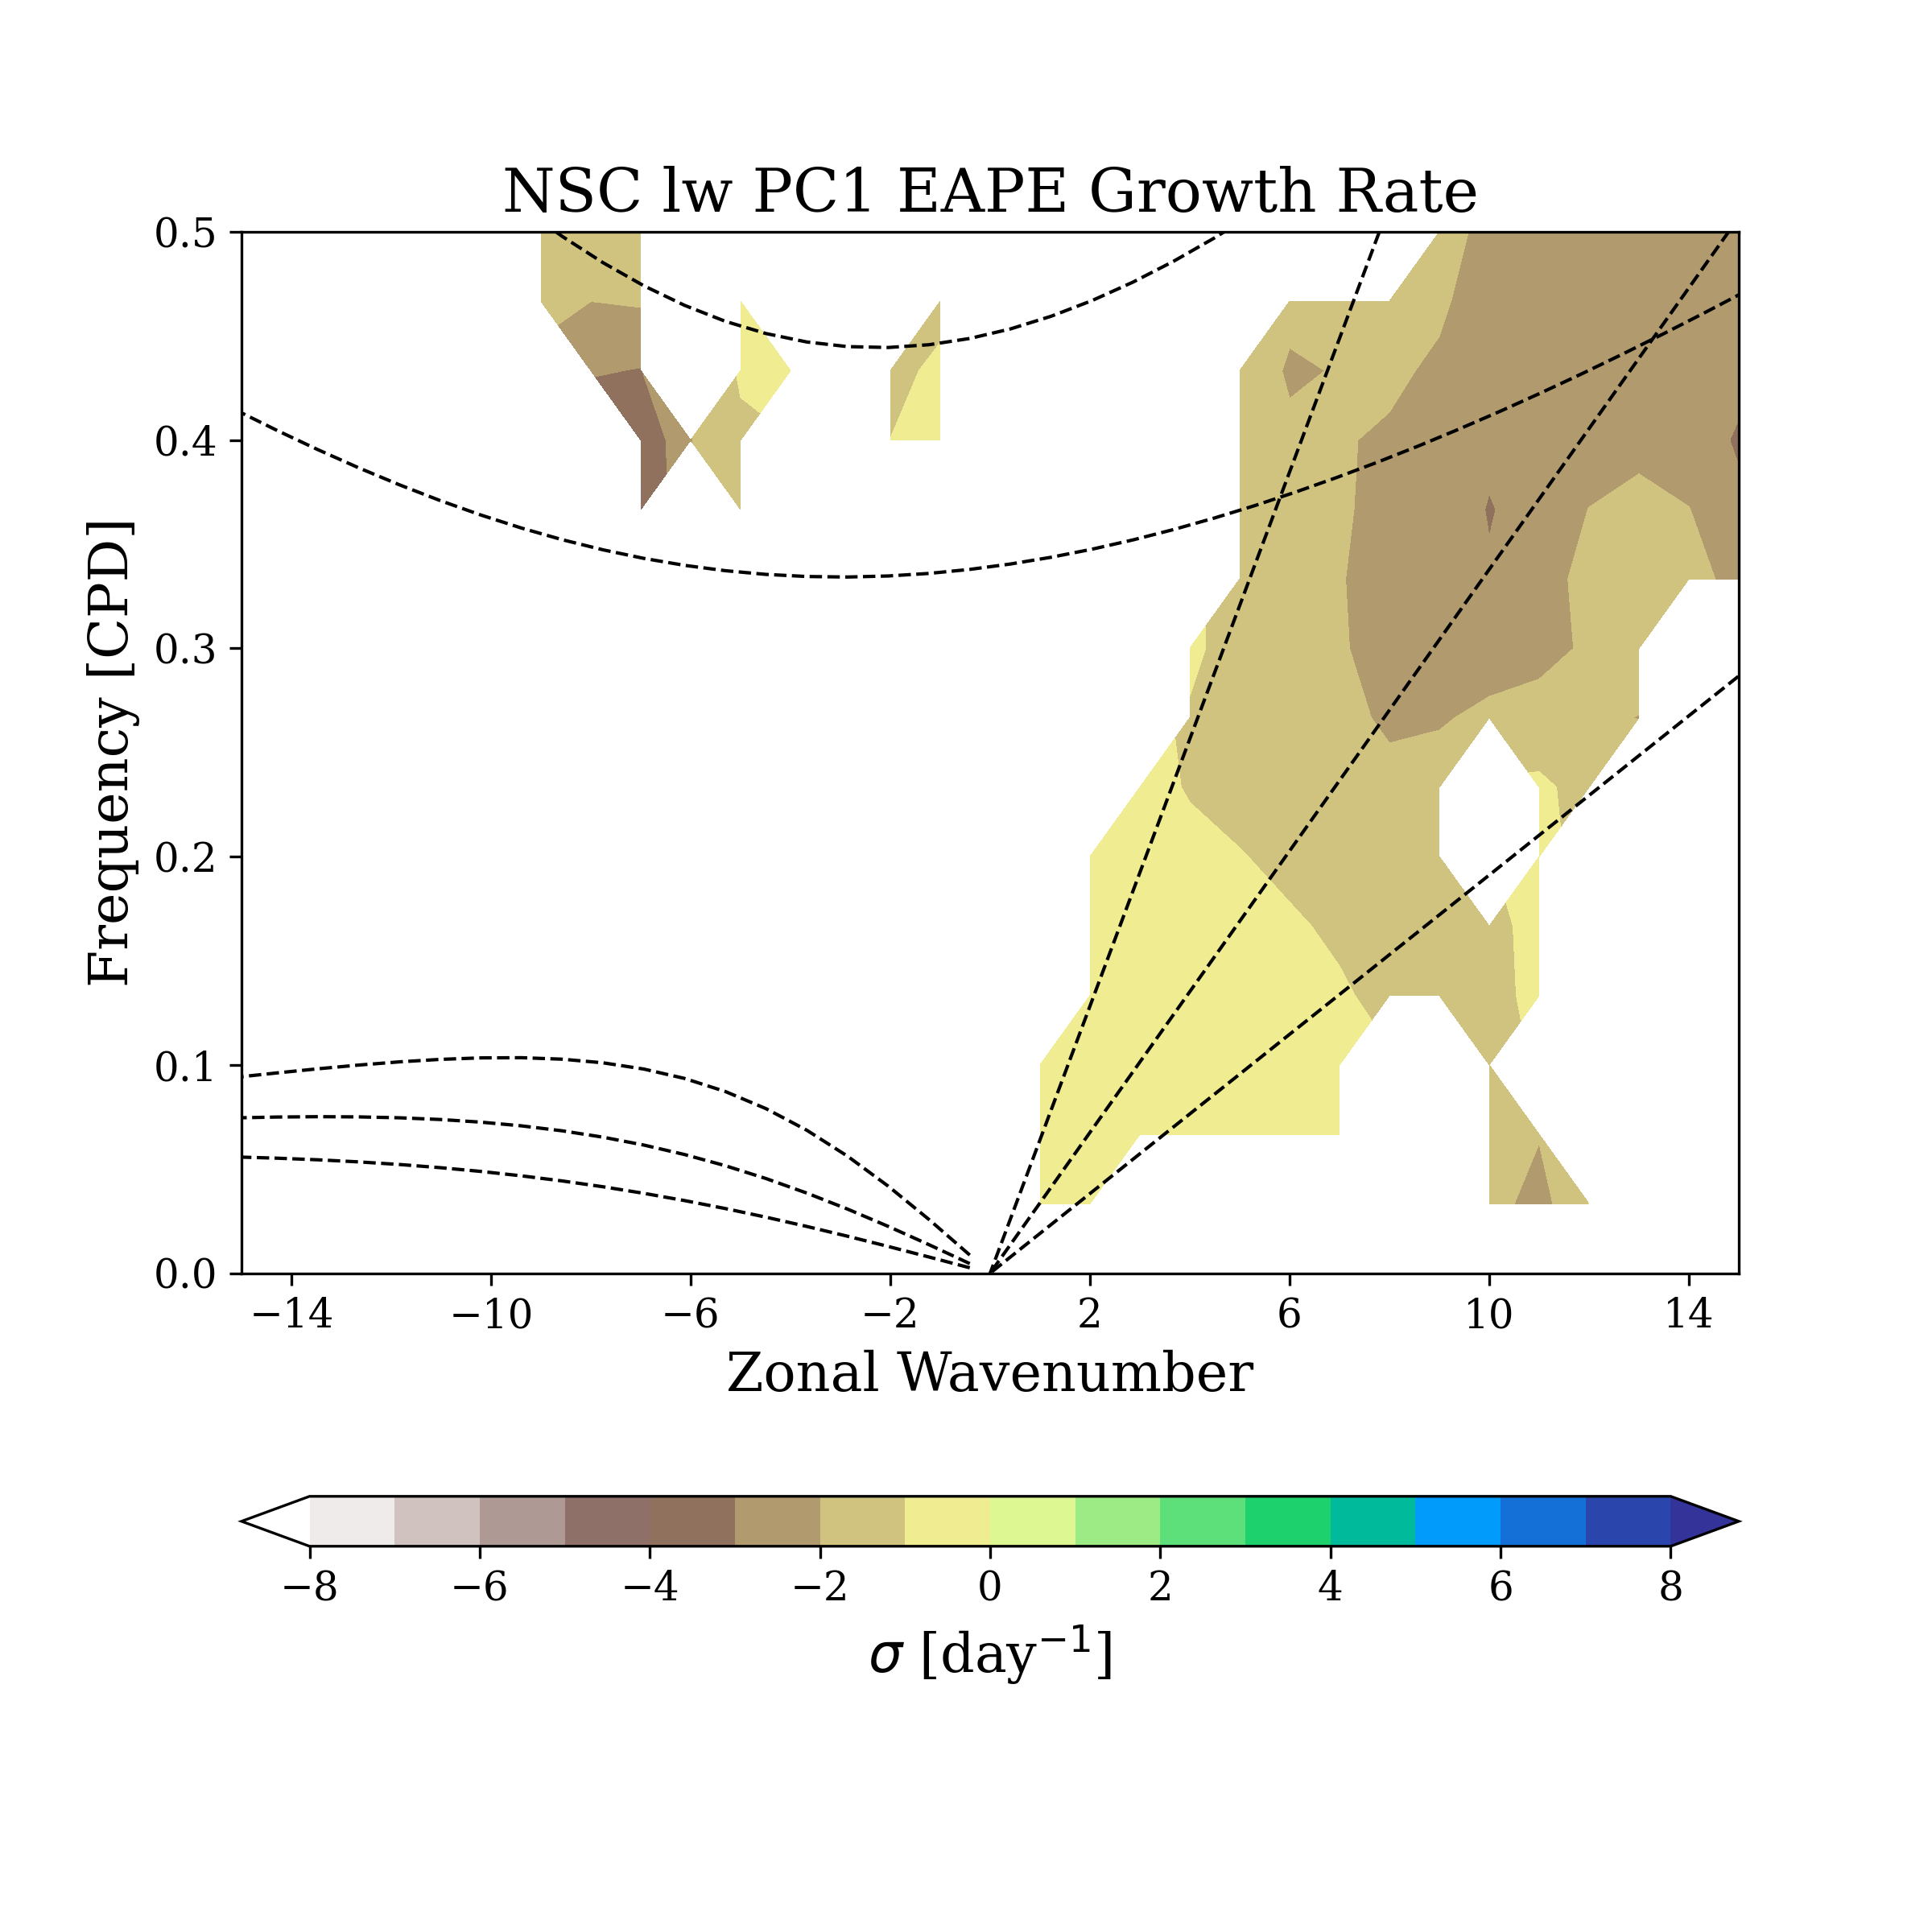 NSC lw PC1 EAPE Growth Rate
0.5
0.4
0.3
0.2
0.1
0.0
Frequency [CPD]
−14 −10 −6 −2 2 6 10 14
Zonal Wavenumber
−8 −6 −4 −2 0 2 4 6 8
σ [day⁻¹]